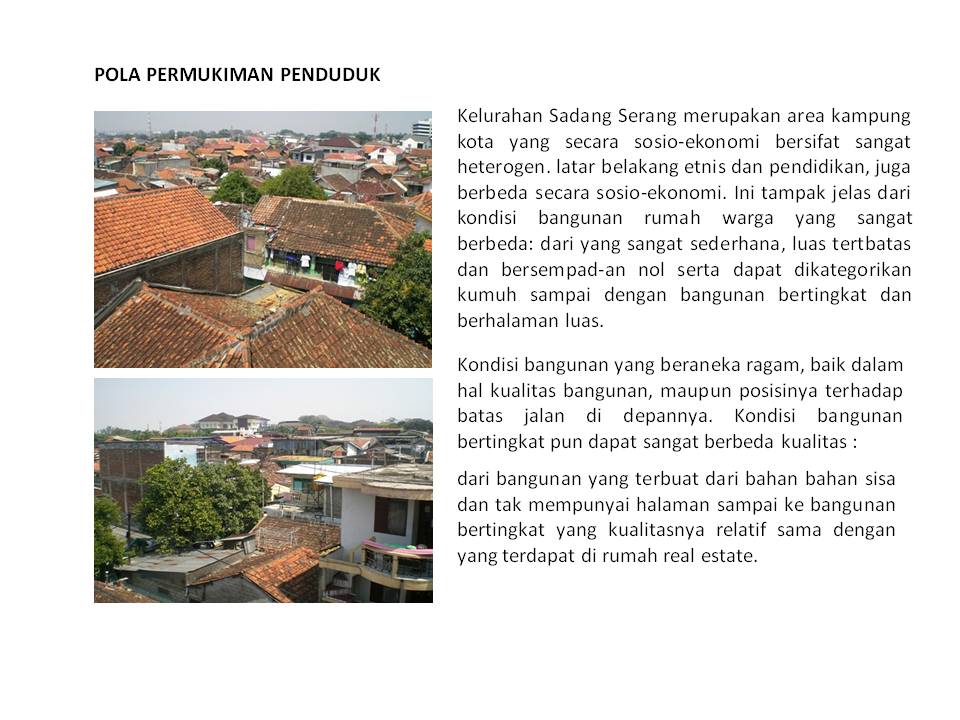 POLA PERMUKIMAN PENDUDUK
Kelurahan Sadang Serang merupakan area kampung
kota yang secara sosio-ekonomi bersifat sangat
heterogen. latar belakang etnis dan pendidikan, juga
berbeda secara sosio-ekonomi. Ini tampak jelas dari
kondisi bangunan rumah warga yang sangat
berbeda: dari yang sangat sederhana, luas tertbatas
dan bersempad-an nol serta dapat dikategorikan
kumuh sampai dengan bangunan bertingkat dan
berhalaman luas.
Kondisi bangunan yang beraneka ragam, baik dalam
hal kualitas bangunan, maupun posisinya terhadap
batas jalan di depannya. Kondisi bangunan
bertingkat pun dapat sangat berbeda kualitas :
dari bangunan yang terbuat dari bahan bahan sisa
dan tak mempunyai halaman sampai ke bangunan
bertingkat yang kualitasnya relatif sama dengan
yang terdapat di rumah real estate.